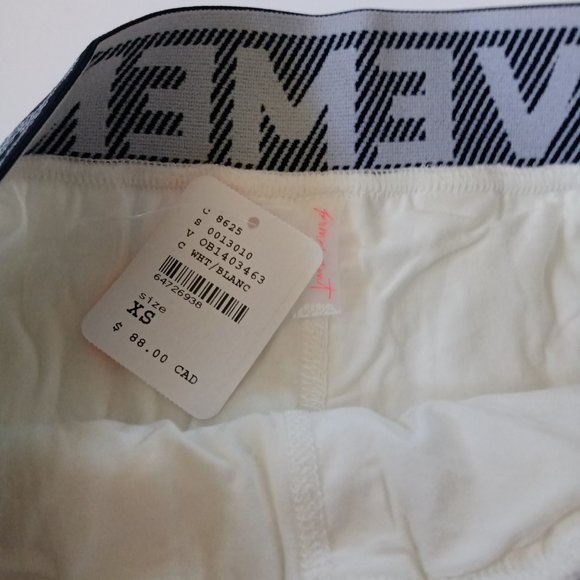 EMEV
C 8625
S 0013010
V OB1403463
C WHT/BLANC
64726938
size
XS
$ 88.00 CAD